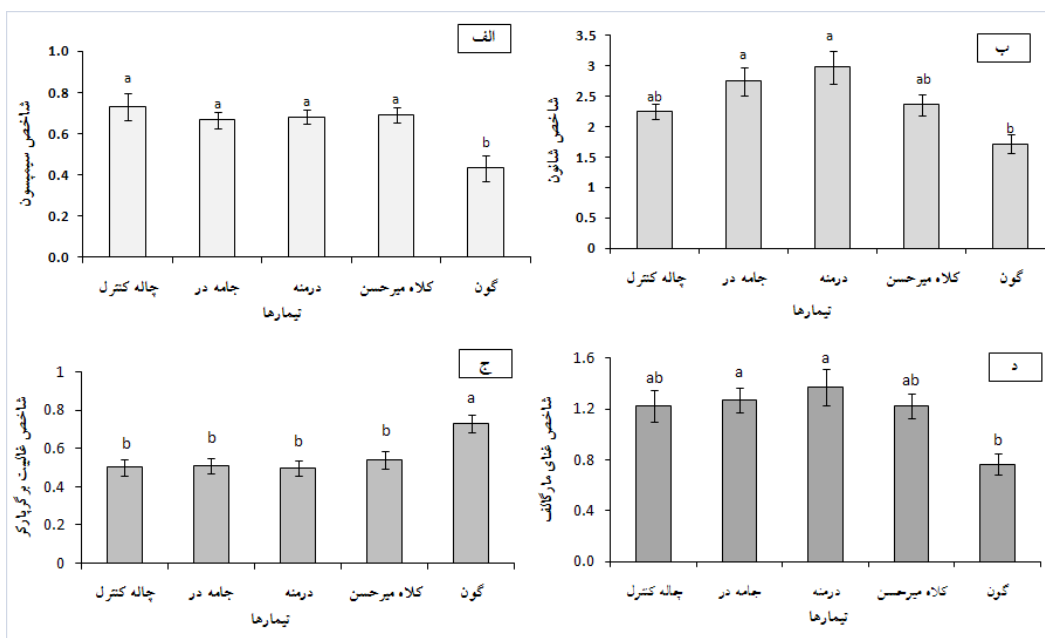 الف
شاخص سیمپسون
1.0
0.8
0.6
0.4
0.2
0.0
a
a
a
a
b
چاله کنترل
جامه در
درمنه
کلاه میرحسن
گون
تیمارها
ب
شاخص شانون
3.5
3
2.5
2
1.5
1
0.5
0
ab
a
a
ab
b
چاله کنترل
جامه در
درمنه
کلاه میرحسن
گون
تیمارها
ج
شاخص غالبیت برگرپارکر
1
0.8
0.6
0.4
0.2
0
b
b
b
b
a
چاله کنترل
جامه در
درمنه
کلاه میرحسن
گون
تیمارها
د
شاخص غنای مارگالف
1.6
1.2
0.8
0.4
0.0
ab
a
a
ab
b
چاله کنترل
جامه در
درمنه
کلاه میرحسن
گون
تیمارها